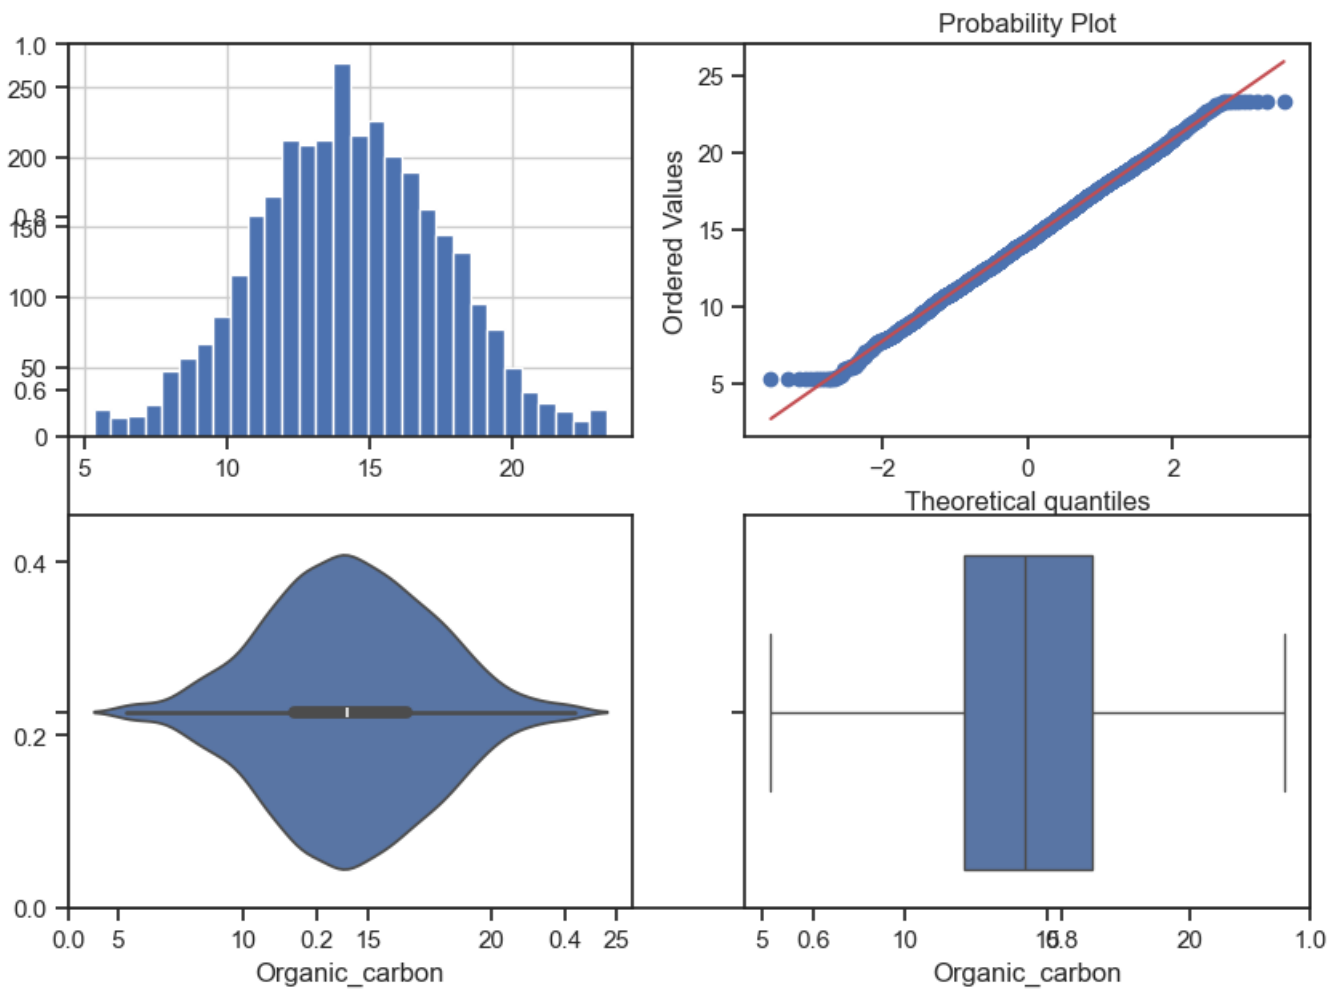 Probability Plot
1.0
250
200
0.8
150
100
50
0.6
0
5 10 15 20
Ordered Values
25
20
15
10
5
−2 0 2
Theoretical quantiles
0.4
0.2
0.0
0.0 5 10 0.2 15 20 0.4 25
Organic_carbon
5 0.6 10 15 0.8 20 1.0
Organic_carbon